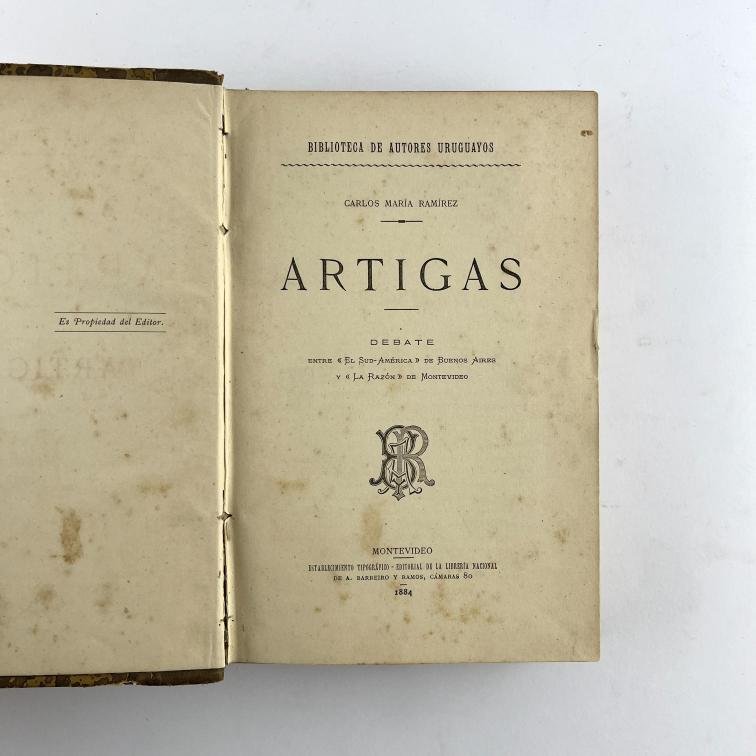 Es Propiedad del Editor.
BIBLIOTECA DE AUTORES URUGUAYOS
CARLOS MARÍA RAMÍREZ
ARTIGAS
DEBATE
ENTRE « EL SUD-AMÉRICA » DE BUENOS AIRES
Y « LA RAZÓN » DE MONTEVIDEO
MONTEVIDEO
ESTABLECIMIENTO TIPOGRÁFICO - EDITORIAL DE LA LIBRERÍA NACIONAL
DE A. BARREIRO Y RAMOS, CÁMARAS 80
1884